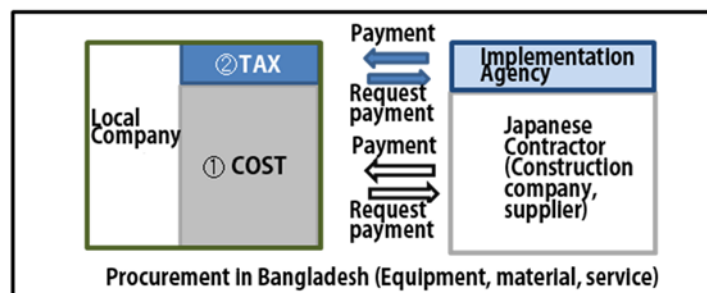 Payment
②TAX
Implementation
Agency
Request
payment
Local
Company
① COST
Payment
Request
payment
Japanese
Contractor
(Construction
company,
supplier)
Procurement in Bangladesh (Equipment, material, service)